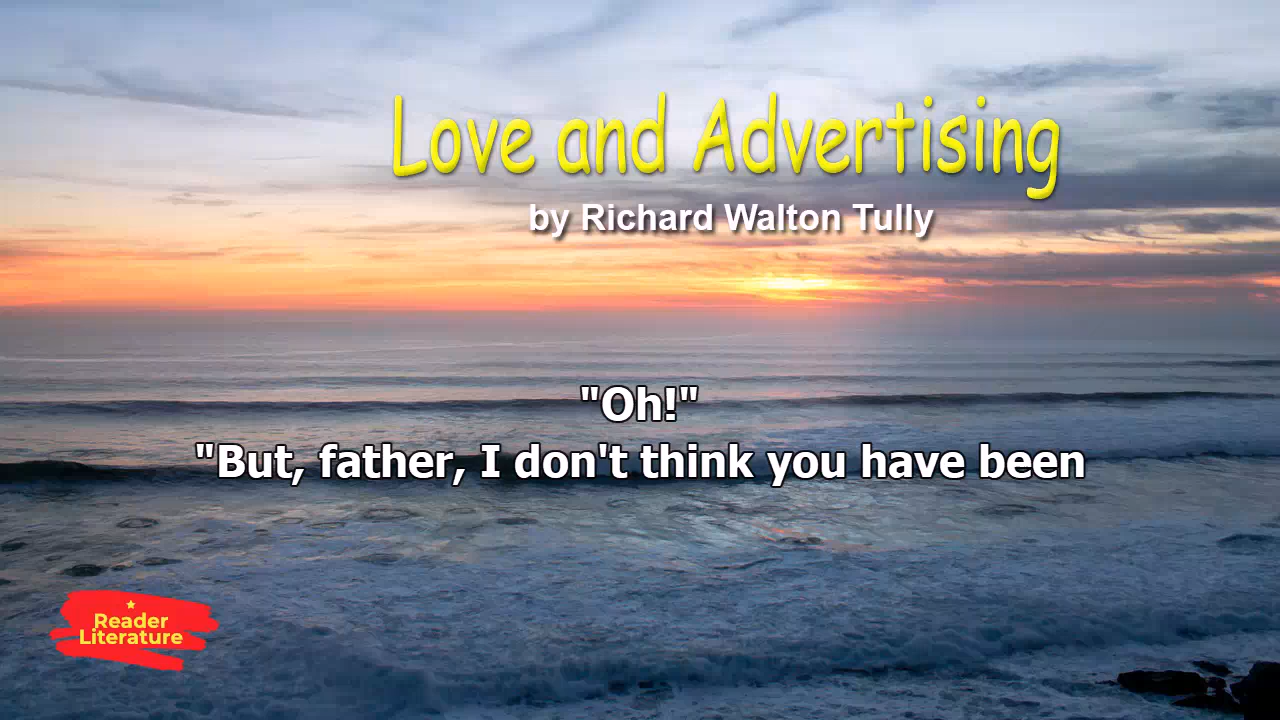 Love and Advertising
by Richard Walton Tully
"Oh!"
"But, father, I don't think you have been
Reader
Literature